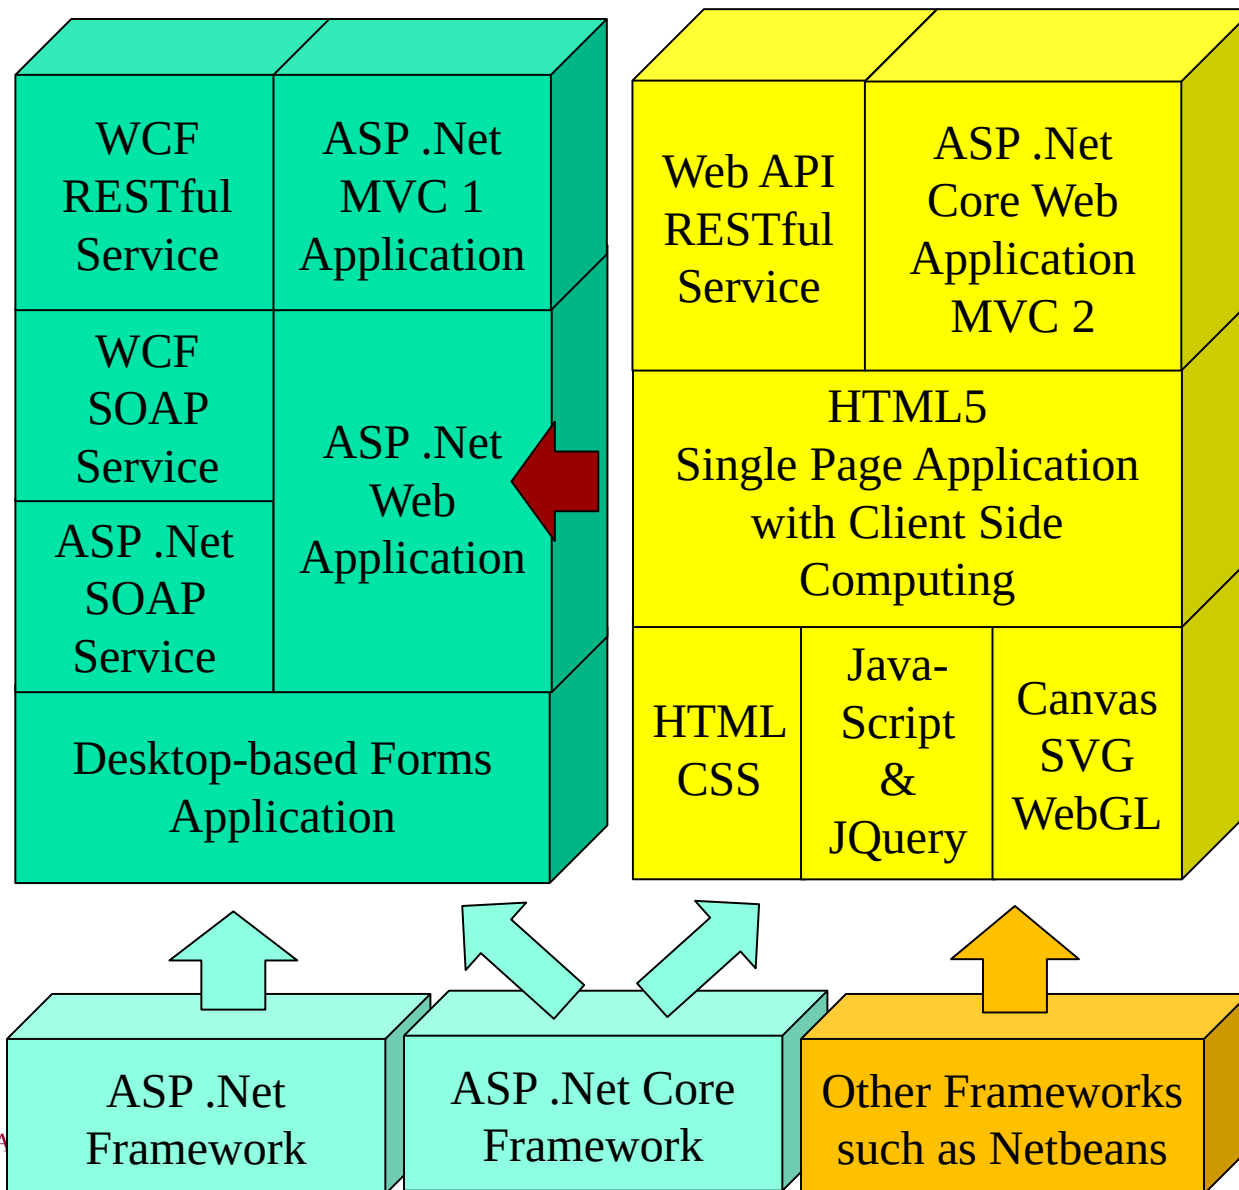 WCF
RESTful
Service
ASP .Net
MVC 1
Application
WCF
SOAP
Service
ASP .Net
Web
Application
ASP .Net
SOAP
Service
Desktop-based Forms
Application
Web API
RESTful
Service
ASP .Net
Core Web
Application
MVC 2
HTML5
Single Page Application
with Client Side
Computing
HTML
CSS
Java-
Script
&
JQuery
Canvas
SVG
WebGL
ASP .Net
Framework
ASP .Net Core
Framework
Other Frameworks
such as Netbeans